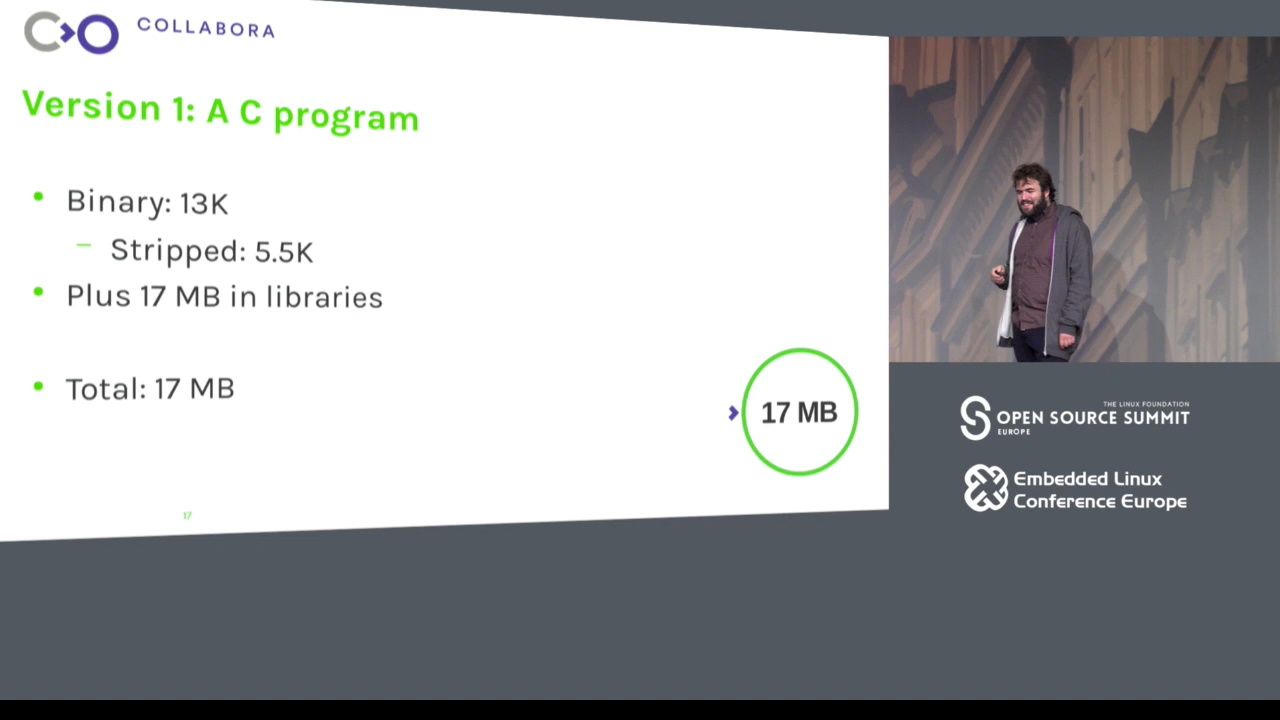 COLLABORA
Version 1: A C program
• Binary: 13K
– Stripped: 5.5K
• Plus 17 MB in libraries
• Total: 17 MB
17 MB
17
THE LINUX FOUNDATION
OPEN SOURCE SUMMIT
EUROPE
Embedded Linux
Conference Europe